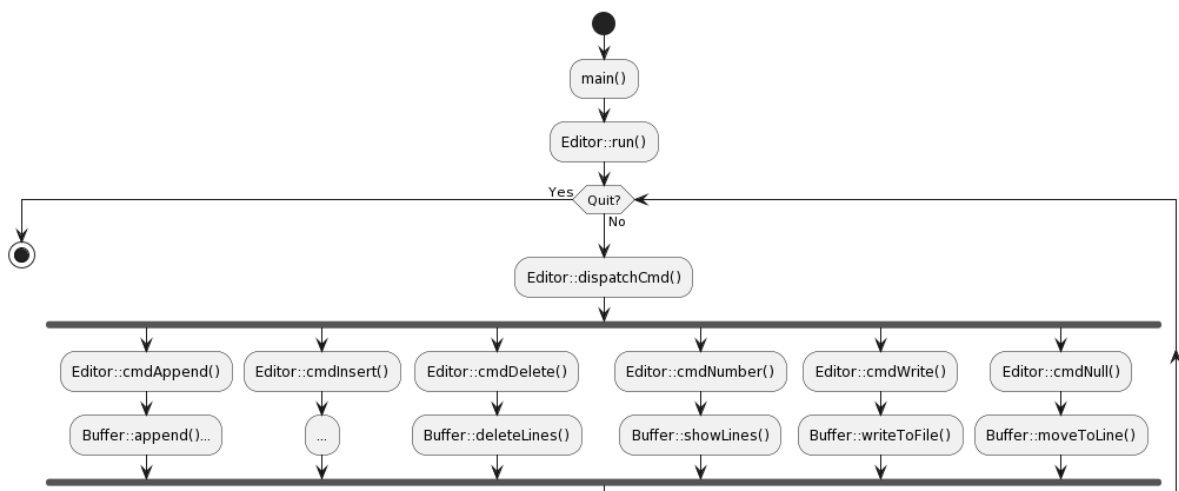 main()
Editor::run()
Yes
Quit?
No
Editor::dispatchCmd()
Editor::cmdAppend()
Editor::cmdInsert()
Editor::cmdDelete()
Editor::cmdNumber()
Editor::cmdWrite()
Editor::cmdNull()
Buffer::append()...
...
Buffer::deleteLines()
Buffer::showLines()
Buffer::writeToFile()
Buffer::moveToLine()